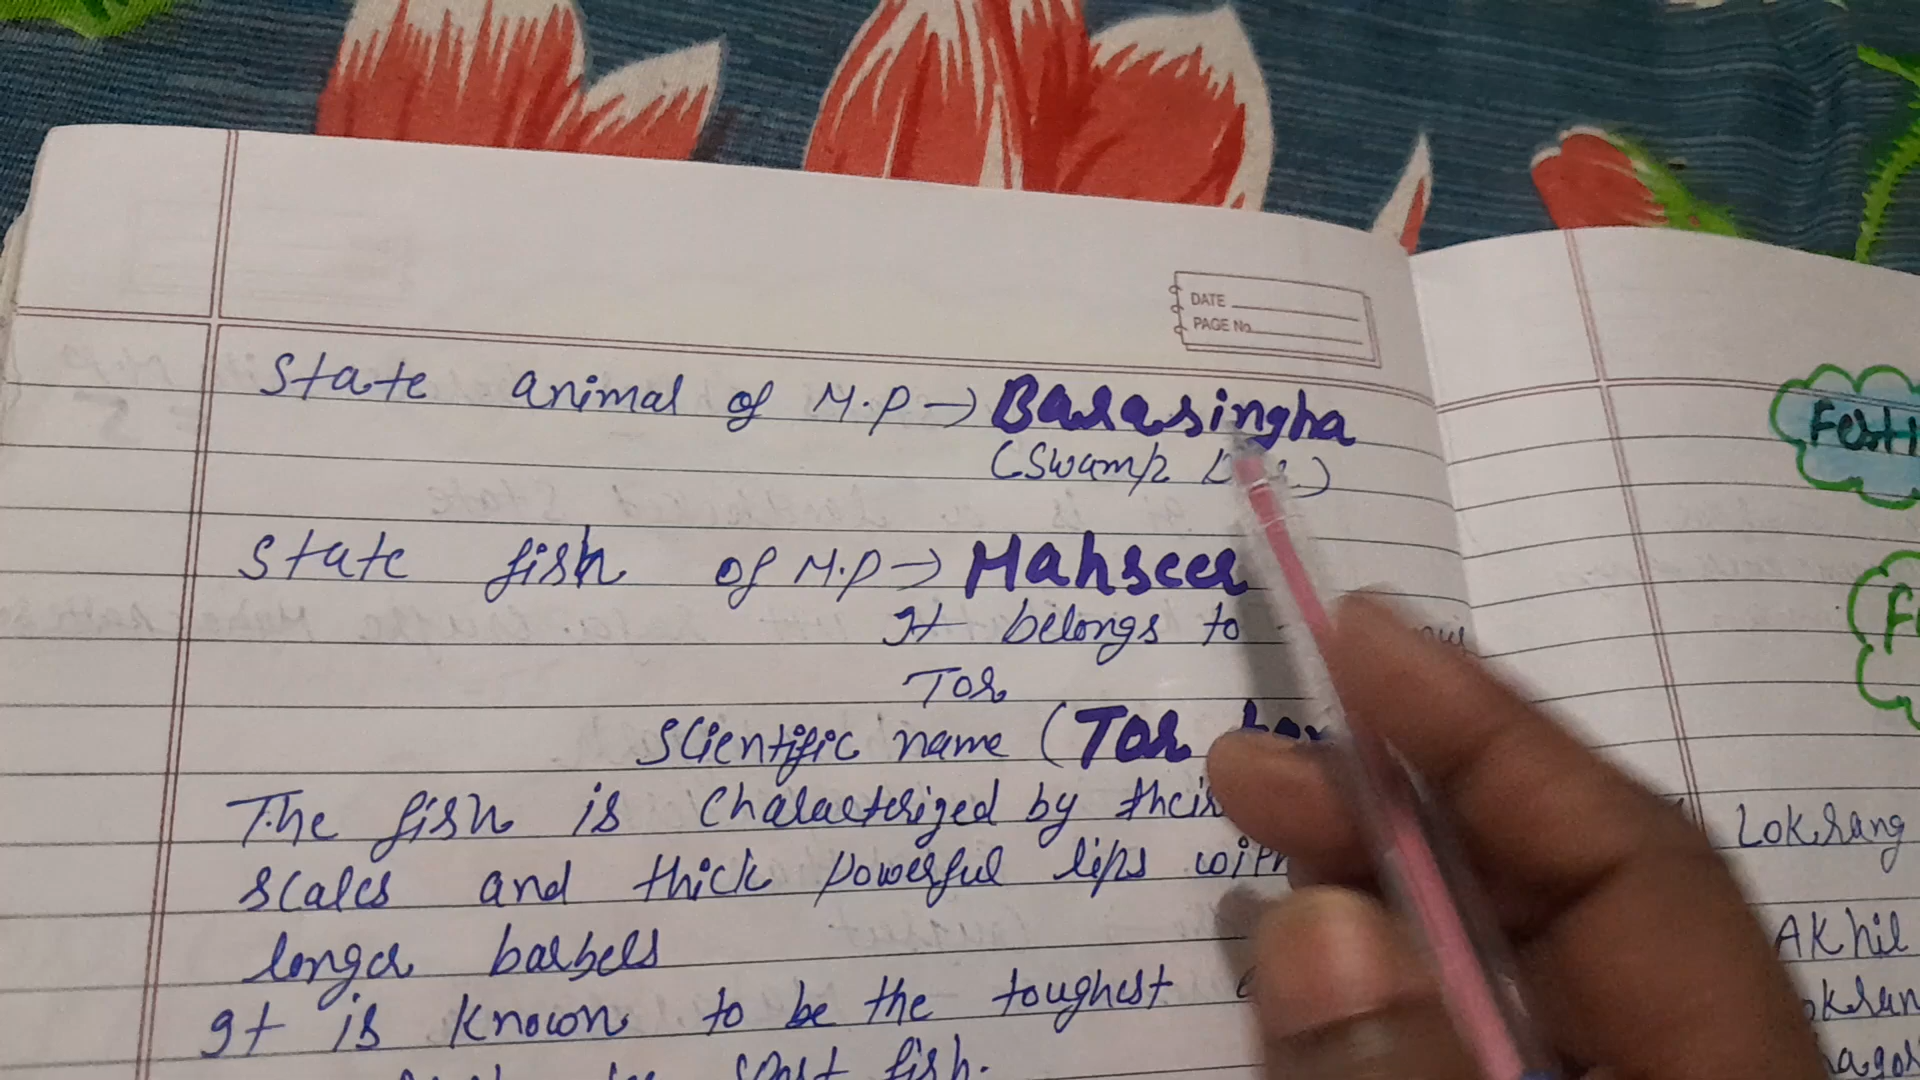 DATE
PAGE No.
State animal of M.P → Barasingha
(Swamp
State fish of M.P → Mahseer
It belongs to
Tor
Scientific name (Tor
The fish is characterized by their
scales and thick powerful lips with
longer barbels
It is known to be the toughest
sport fish.
Lokrang
Akhil